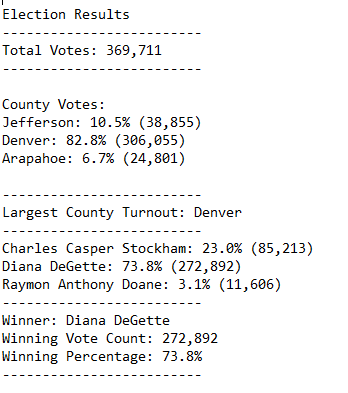 Election Results
-------------------------
Total Votes: 369,711
-------------------------
County Votes:
Jefferson: 10.5% (38,855)
Denver: 82.8% (306,055)
Arapahoe: 6.7% (24,801)
-------------------------
Largest County Turnout: Denver
-------------------------
Charles Casper Stockham: 23.0% (85,213)
Diana DeGette: 73.8% (272,892)
Raymon Anthony Doane: 3.1% (11,606)
-------------------------
Winner: Diana DeGette
Winning Vote Count: 272,892
Winning Percentage: 73.8%
-------------------------